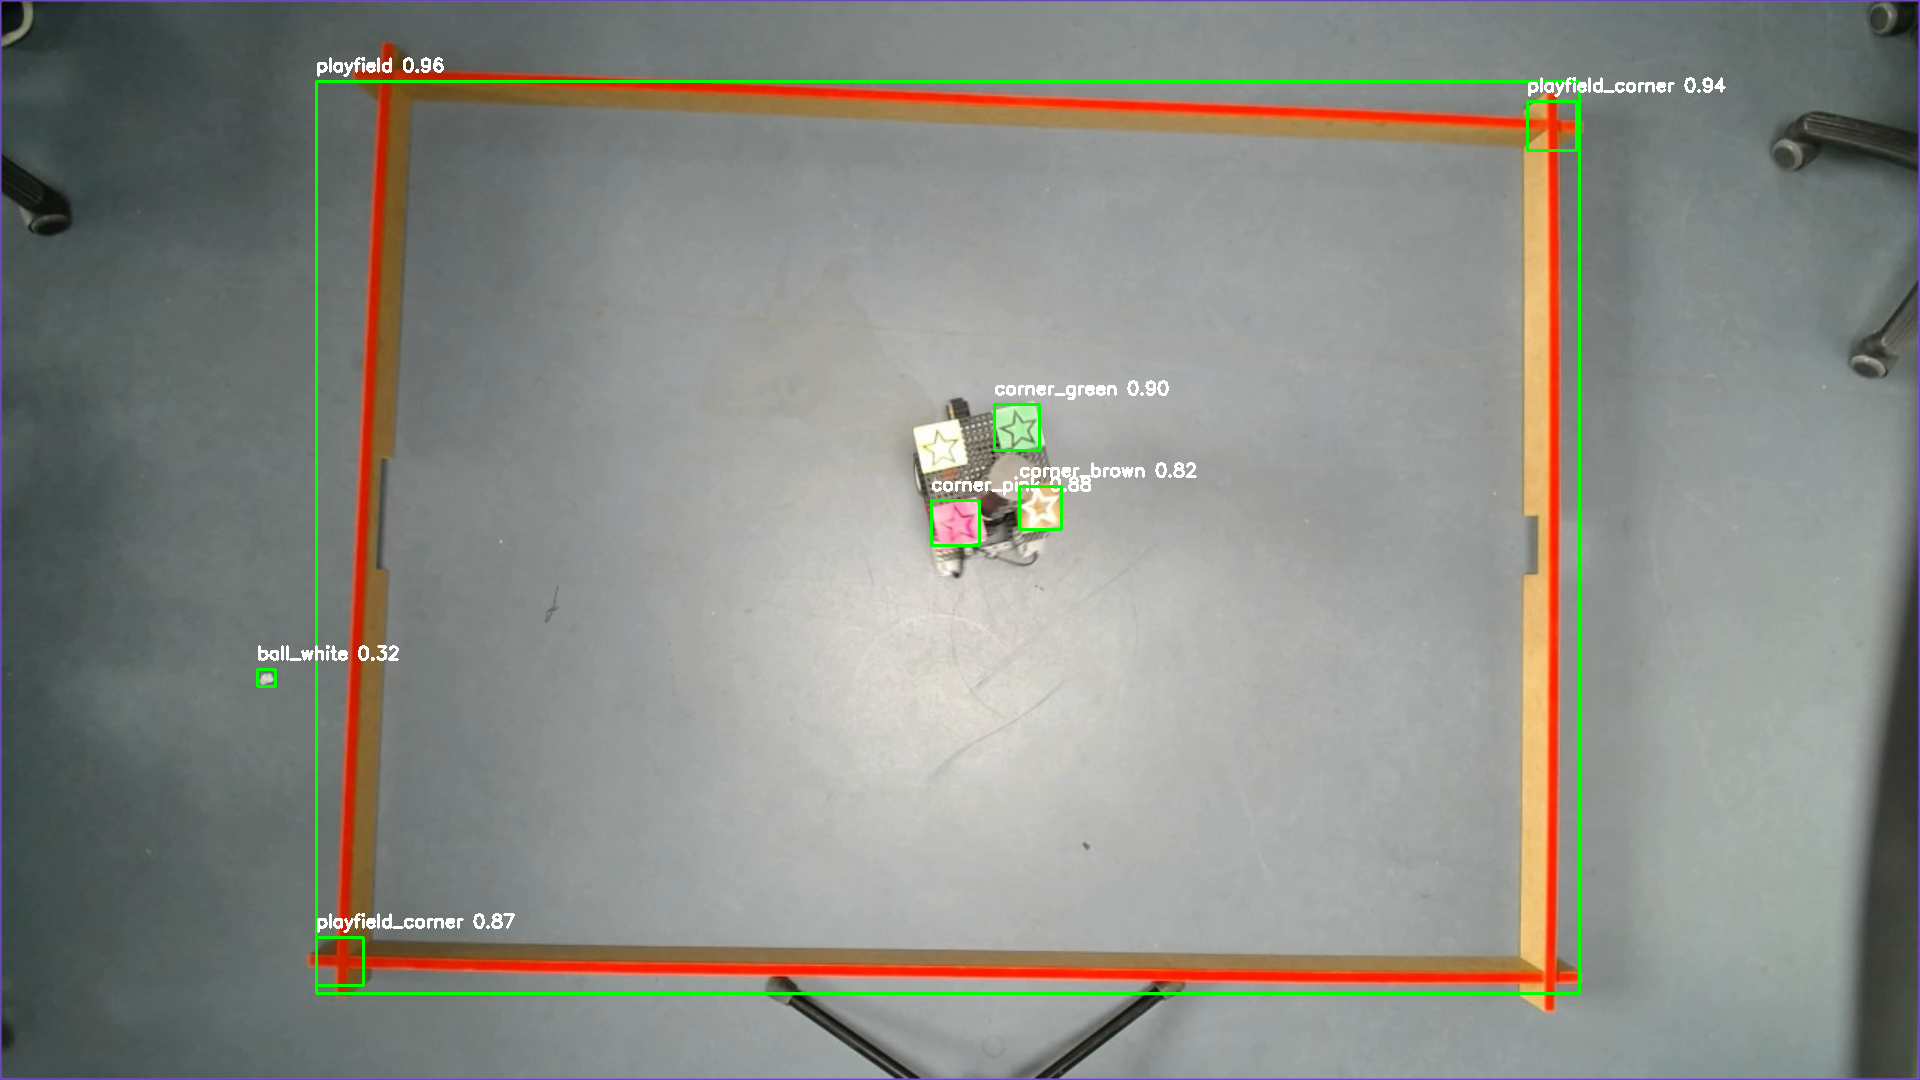 playfield 0.96
playfield_corner 0.94
corner_green 0.90
corner_brown 0.82
corner_pink 0.88
ball_white 0.32
playfield_corner 0.87